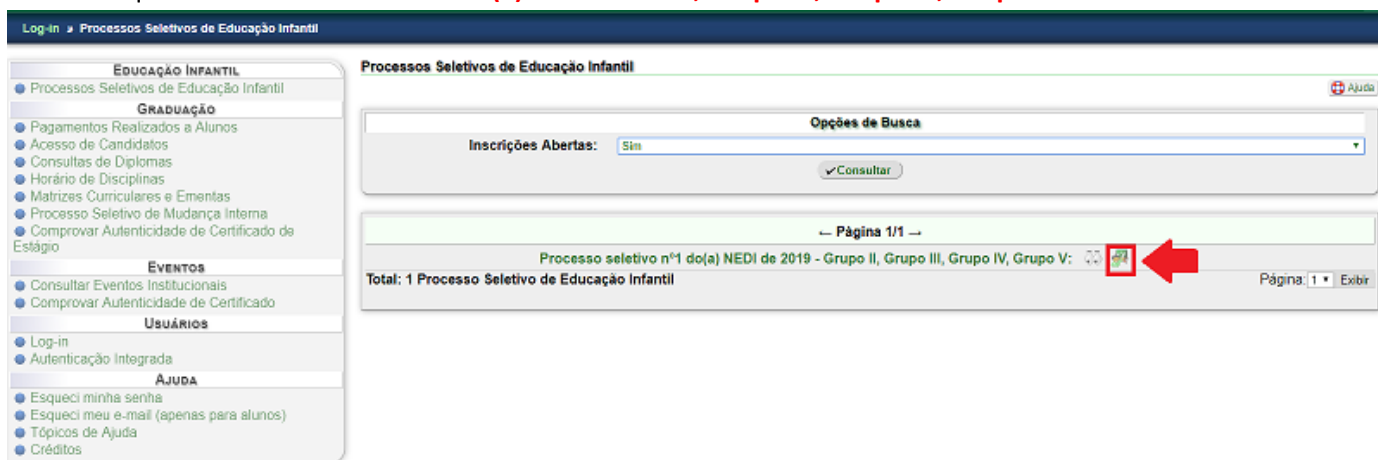 Log-in » Processos Seletivos de Educação Infantil
EDUCAÇÃO INFANTIL
Processos Seletivos de Educação Infantil
GRADUAÇÃO
Pagamentos Realizados a Alunos
Acesso de Candidatos
Consultas de Diplomas
Horário de Disciplinas
Matrizes Curriculares e Ementas
Processo Seletivo de Mudança Interna
Comprovar Autenticidade de Certificado de
Estágio
EVENTOS
Consultar Eventos Institucionais
Comprovar Autenticidade de Certificado
USUÁRIOS
Log-in
Autenticação Integrada
AJUDA
Esqueci minha senha
Esqueci meu e-mail (apenas para alunos)
Tópicos de Ajuda
Créditos
Processos Seletivos de Educação Infantil
Ajuda
Opções de Busca
Inscrições Abertas: Sim
Consultar
← Página 1/1 →
Processo seletivo nº1 do(a) NEDI de 2019 - Grupo II, Grupo III, Grupo IV, Grupo V:
Total: 1 Processo Seletivo de Educação Infantil Página: 1 Exibir